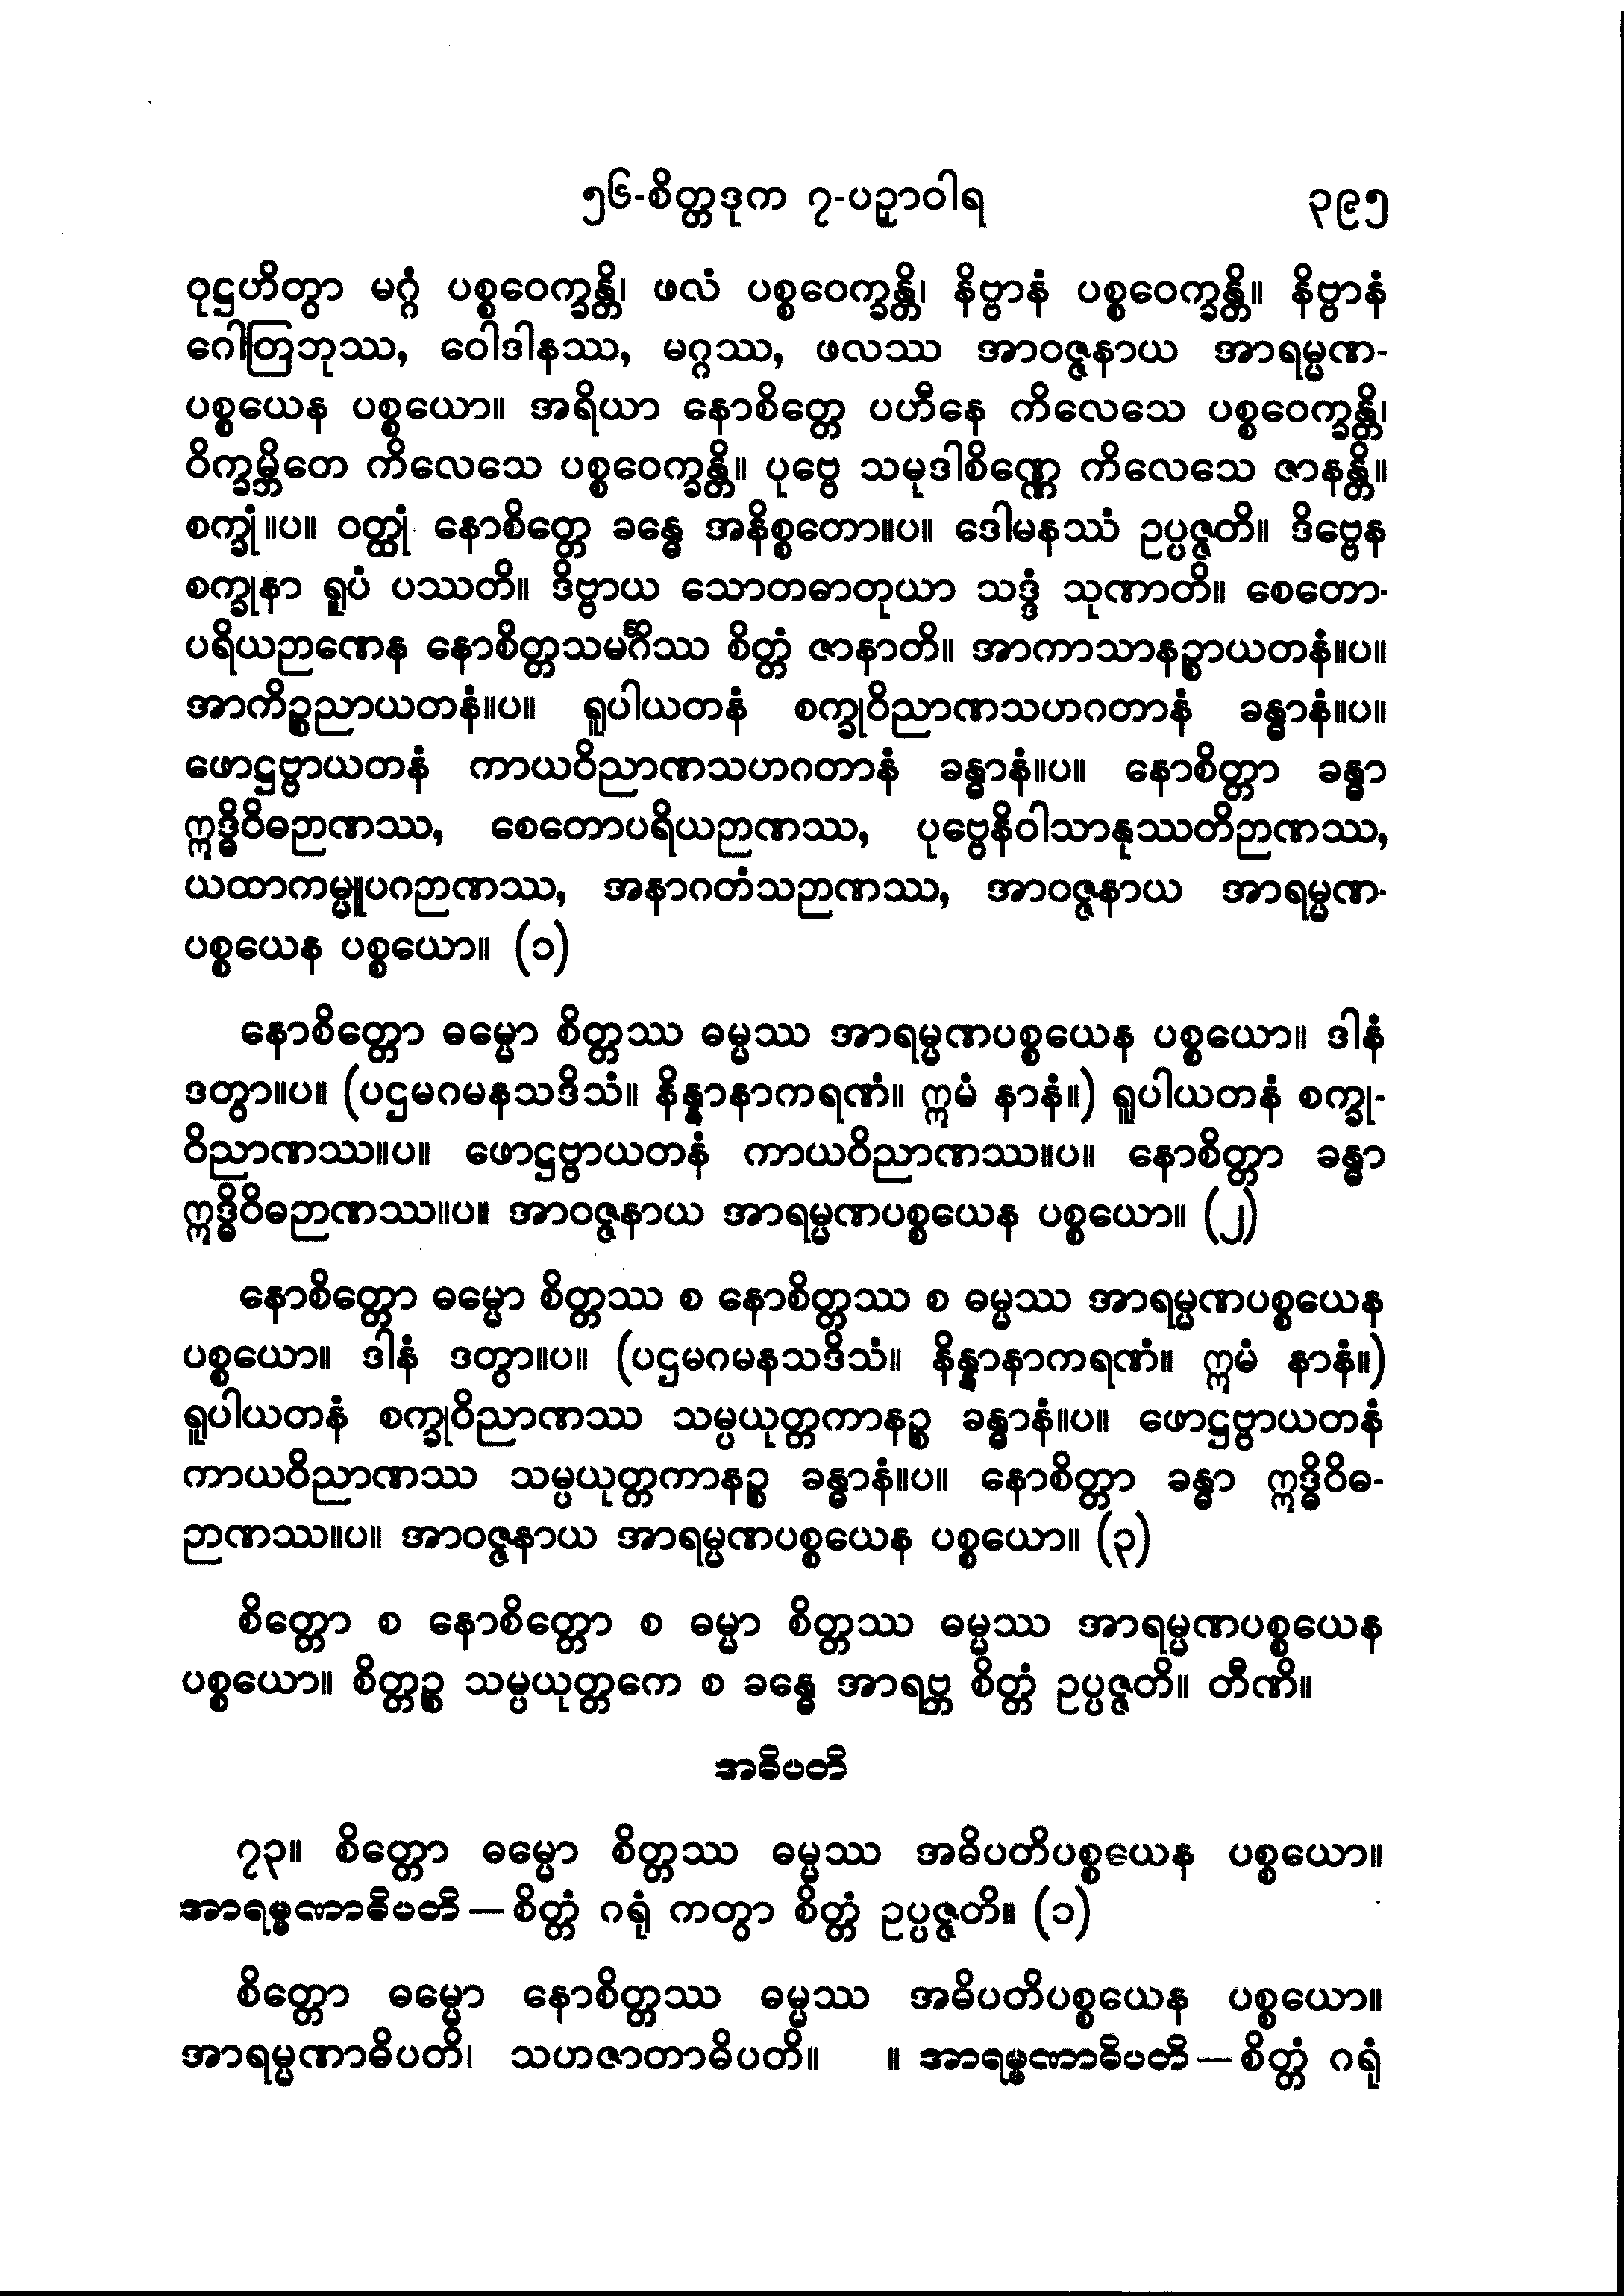 ၅၆-စိတ္တဒုက ၇-ပဉှာဝါရ ၃၉၅
ဝုဋ္ဌဟိတွာ မဂ္ဂံ ပစ္စဝေက္ခန္တိ၊ ဖလံ ပစ္စဝေက္ခန္တိ၊ နိဗ္ဗာနံ ပစ္စဝေက္ခန္တိ။ နိဗ္ဗာနံ
ဂေါတြဘုဿ, ဝေါဒါနဿ, မဂ္ဂဿ, ဖလဿ အာဝဇ္ဇနာယ အာရမ္မဏ-
ပစ္စယေန ပစ္စယော။ အရိယာ နောစိတ္တေ ပဟီနေ ကိလေသေ ပစ္စဝေက္ခန္တိ၊
ဝိက္ခမ္ဘိတေ ကိလေသေ ပစ္စဝေက္ခန္တိ။ ပုဗ္ဗေ သမုဒါစိဏ္ဏေ ကိလေသေ ဇာနန္တိ။
စက္ခုံ။ပ။ ဝတ္ထုံ နောစိတ္တေ ခန္ဓေ အနိစ္စတော။ပ။ ဒေါမနဿံ ဥပ္ပဇ္ဇတိ။ ဒိဗ္ဗေန
စက္ခုနာ ရူပံ ပဿတိ။ ဒိဗ္ဗာယ သောတဓာတုယာ သဒ္ဒံ သုဏာတိ။ စေတော-
ပရိယဉာဏေန နောစိတ္တသမင်္ဂိဿ စိတ္တံ ဇာနာတိ။ အာကာသာနဉ္စာယတနံ။ပ။
အာကိဉ္စညာယတနံ။ပ။ ရူပါယတနံ စက္ခုဝိညာဏသဟဂတာနံ ခန္ဓာနံ။ပ။
ဖောဋ္ဌဗ္ဗာယတနံ ကာယဝိညာဏသဟဂတာနံ ခန္ဓာနံ။ပ။ နောစိတ္တာ ခန္ဓာ
ဣဒ္ဓိဝိဓဉာဏဿ, စေတောပရိယဉာဏဿ, ပုဗ္ဗေနိဝါသာနုဿတိဉာဏဿ,
ယထာကမ္မူပဂဉာဏဿ, အနာဂတံသဉာဏဿ, အာဝဇ္ဇနာယ အာရမ္မဏ-
ပစ္စယေန ပစ္စယော။ (၁)
နောစိတ္တော ဓမ္မော စိတ္တဿ ဓမ္မဿ အာရမ္မဏပစ္စယေန ပစ္စယော။ ဒါနံ
ဒတွာ။ပ။ (ပဌမဂမနသဒိသံ။ နိန္နာနာကရဏံ။ ဣမံ နာနံ။) ရူပါယတနံ စက္ခု-
ဝိညာဏဿ။ပ။ ဖောဋ္ဌဗ္ဗာယတနံ ကာယဝိညာဏဿ။ပ။ နောစိတ္တာ ခန္ဓာ
ဣဒ္ဓိဝိဓဉာဏဿ။ပ။ အာဝဇ္ဇနာယ အာရမ္မဏပစ္စယေန ပစ္စယော။ (၂)
နောစိတ္တော ဓမ္မော စိတ္တဿ စ နောစိတ္တဿ စ ဓမ္မဿ အာရမ္မဏပစ္စယေန
ပစ္စယော။ ဒါနံ ဒတွာ။ပ။ (ပဌမဂမနသဒိသံ။ နိန္နာနာကရဏံ။ ဣမံ နာနံ။)
ရူပါယတနံ စက္ခုဝိညာဏဿ သမ္ပယုတ္တကာနဉ္စ ခန္ဓာနံ။ပ။ ဖောဋ္ဌဗ္ဗာယတနံ
ကာယဝိညာဏဿ သမ္ပယုတ္တကာနဉ္စ ခန္ဓာနံ။ပ။ နောစိတ္တာ ခန္ဓာ ဣဒ္ဓိဝိဓ-
ဉာဏဿ။ပ။ အာဝဇ္ဇနာယ အာရမ္မဏပစ္စယေန ပစ္စယော။ (၃)
စိတ္တော စ နောစိတ္တော စ ဓမ္မာ စိတ္တဿ ဓမ္မဿ အာရမ္မဏပစ္စယေန
ပစ္စယော။ စိတ္တဉ္စ သမ္ပယုတ္တကေ စ ခန္ဓေ အာရဗ္ဘ စိတ္တံ ဥပ္ပဇ္ဇတိ။ တီဏိ။
အဓိပတိ
၇၃။ စိတ္တော ဓမ္မော စိတ္တဿ ဓမ္မဿ အဓိပတိပစ္စယေန ပစ္စယော။
အာရမ္မဏာဓိပတိ – စိတ္တံ ဂရုံ ကတွာ စိတ္တံ ဥပ္ပဇ္ဇတိ။ (၁)
စိတ္တော ဓမ္မော နောစိတ္တဿ ဓမ္မဿ အဓိပတိပစ္စယေန ပစ္စယော။
အာရမ္မဏာဓိပတိ၊ သဟဇာတာဓိပတိ။ ။ အာရမ္မဏာဓိပတိ – စိတ္တံ ဂရုံ